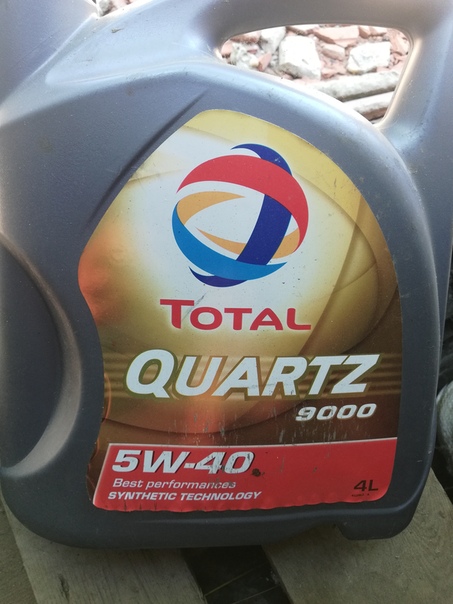 TOTAL
QUARTZ
9000
5W-40
Best performances
SYNTHETIC TECHNOLOGY
4L